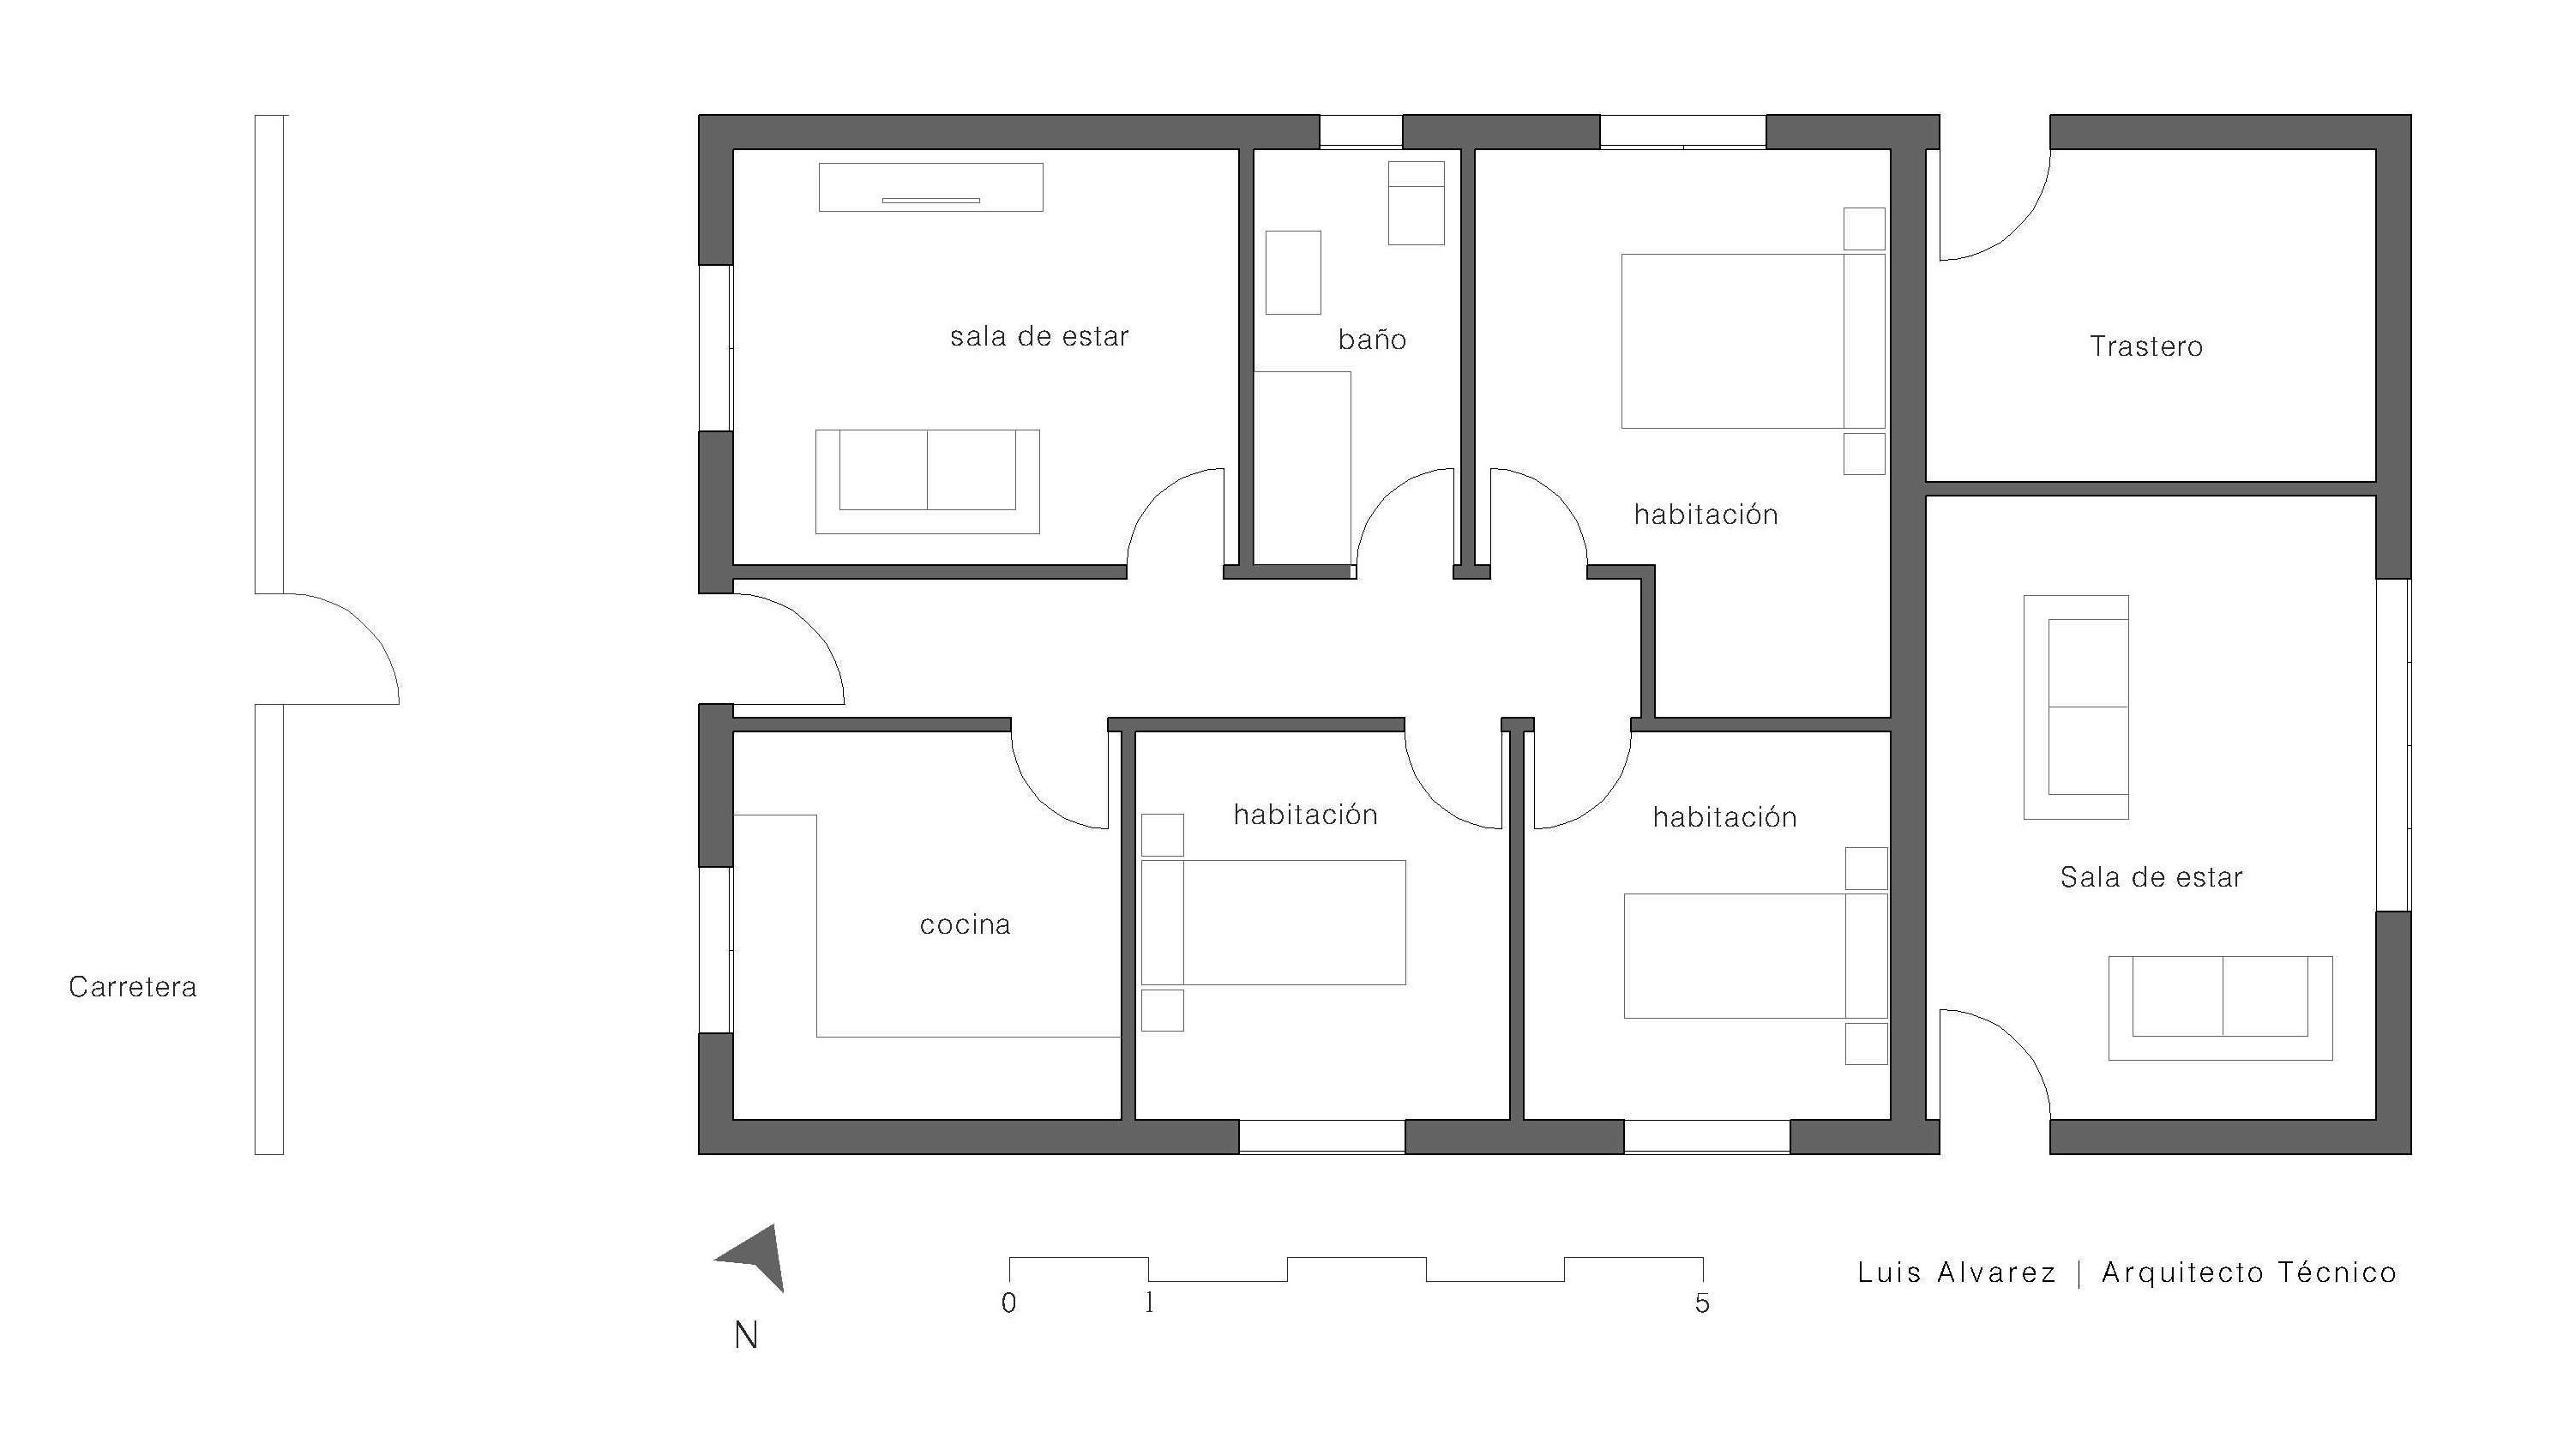 sala de estar
baño
Trastero
habitación
habitación
habitación
Sala de estar
cocina
Carretera
Luis Alvarez | Arquitecto Técnico
0 1 5
N